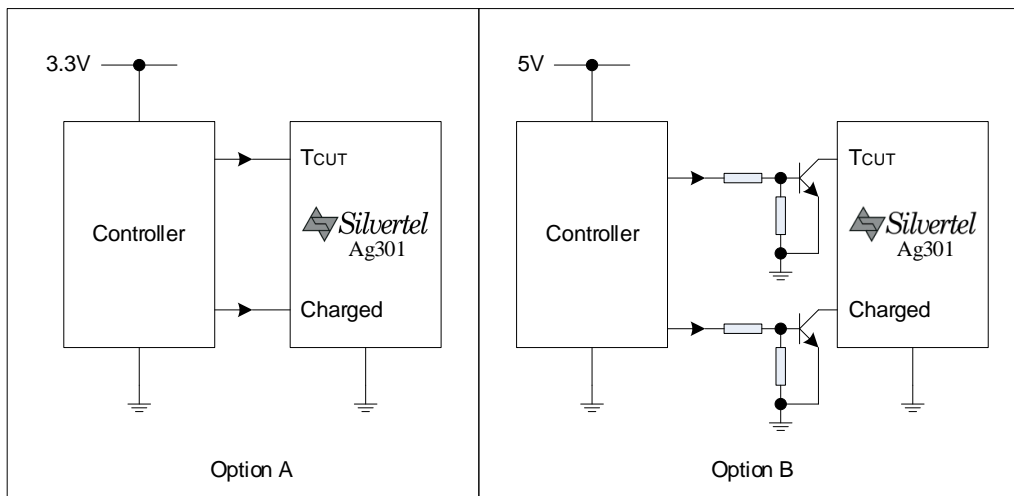 3.3V
Controller
TCUT
Silvertel
Ag301
Charged
Option A
5V
Controller
TCUT
Silvertel
Ag301
Charged
Option B